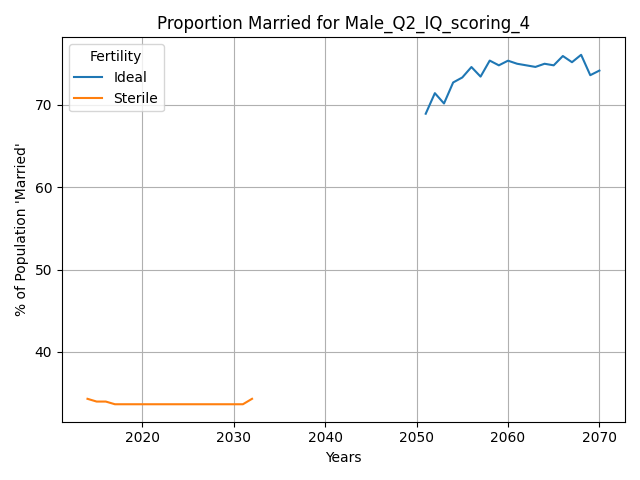 Proportion Married for Male_Q2_IQ_scoring_4
Fertility
Ideal
Sterile
% of Population 'Married'
70
60
50
40
2020 2030 2040 2050 2060 2070
Years